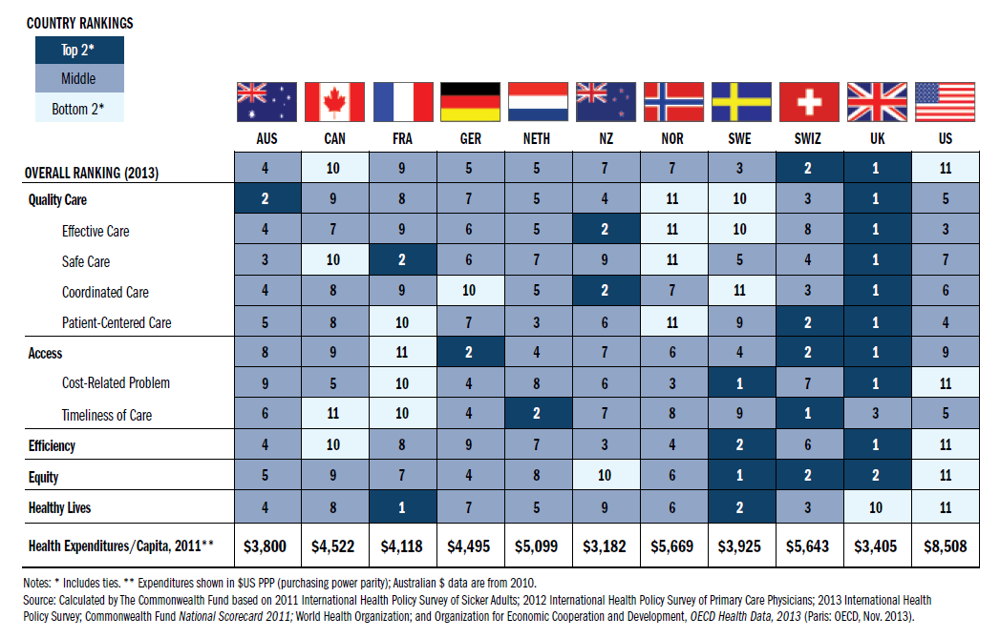 COUNTRY RANKINGS
Top 2*
Middle
Bottom 2*
AUS CAN FRA GER NETH NZ NOR SWE SWIZ UK US
OVERALL RANKING (2013) 4 10 9 5 5 7 7 3 2 1 11
Quality Care 2 9 8 7 5 4 11 10 3 1 5
Effective Care 4 7 9 6 5 2 11 10 8 1 3
Safe Care 3 10 2 6 7 9 11 5 4 1 7
Coordinated Care 4 8 9 10 5 2 7 11 3 1 6
Patient-Centered Care 5 8 10 7 3 6 11 9 2 1 4
Access 8 9 11 2 4 7 6 4 2 1 9
Cost-Related Problem 9 5 10 4 8 6 3 1 7 1 11
Timeliness of Care 6 11 10 4 2 7 8 9 1 3 5
Efficiency 4 10 8 9 7 3 4 2 6 1 11
Equity 5 9 7 4 8 10 6 1 2 2 11
Healthy Lives 4 8 1 7 5 9 6 2 3 10 11
Health Expenditures/Capita, 2011** $3,800 $4,522 $4,118 $4,495 $5,099 $3,182 $5,669 $3,925 $5,643 $3,405 $8,508
Notes: * Includes ties. ** Expenditures shown in $US PPP (purchasing power parity); Australian $ data are from 2010.
Source: Calculated by The Commonwealth Fund based on 2011 International Health Policy Survey of Sicker Adults; 2012 International Health Policy Survey of Primary Care Physicians; 2013 International Health
Policy Survey; Commonwealth Fund National Scorecard 2011; World Health Organization; and Organization for Economic Cooperation and Development, OECD Health Data, 2013 (Paris: OECD, Nov. 2013).